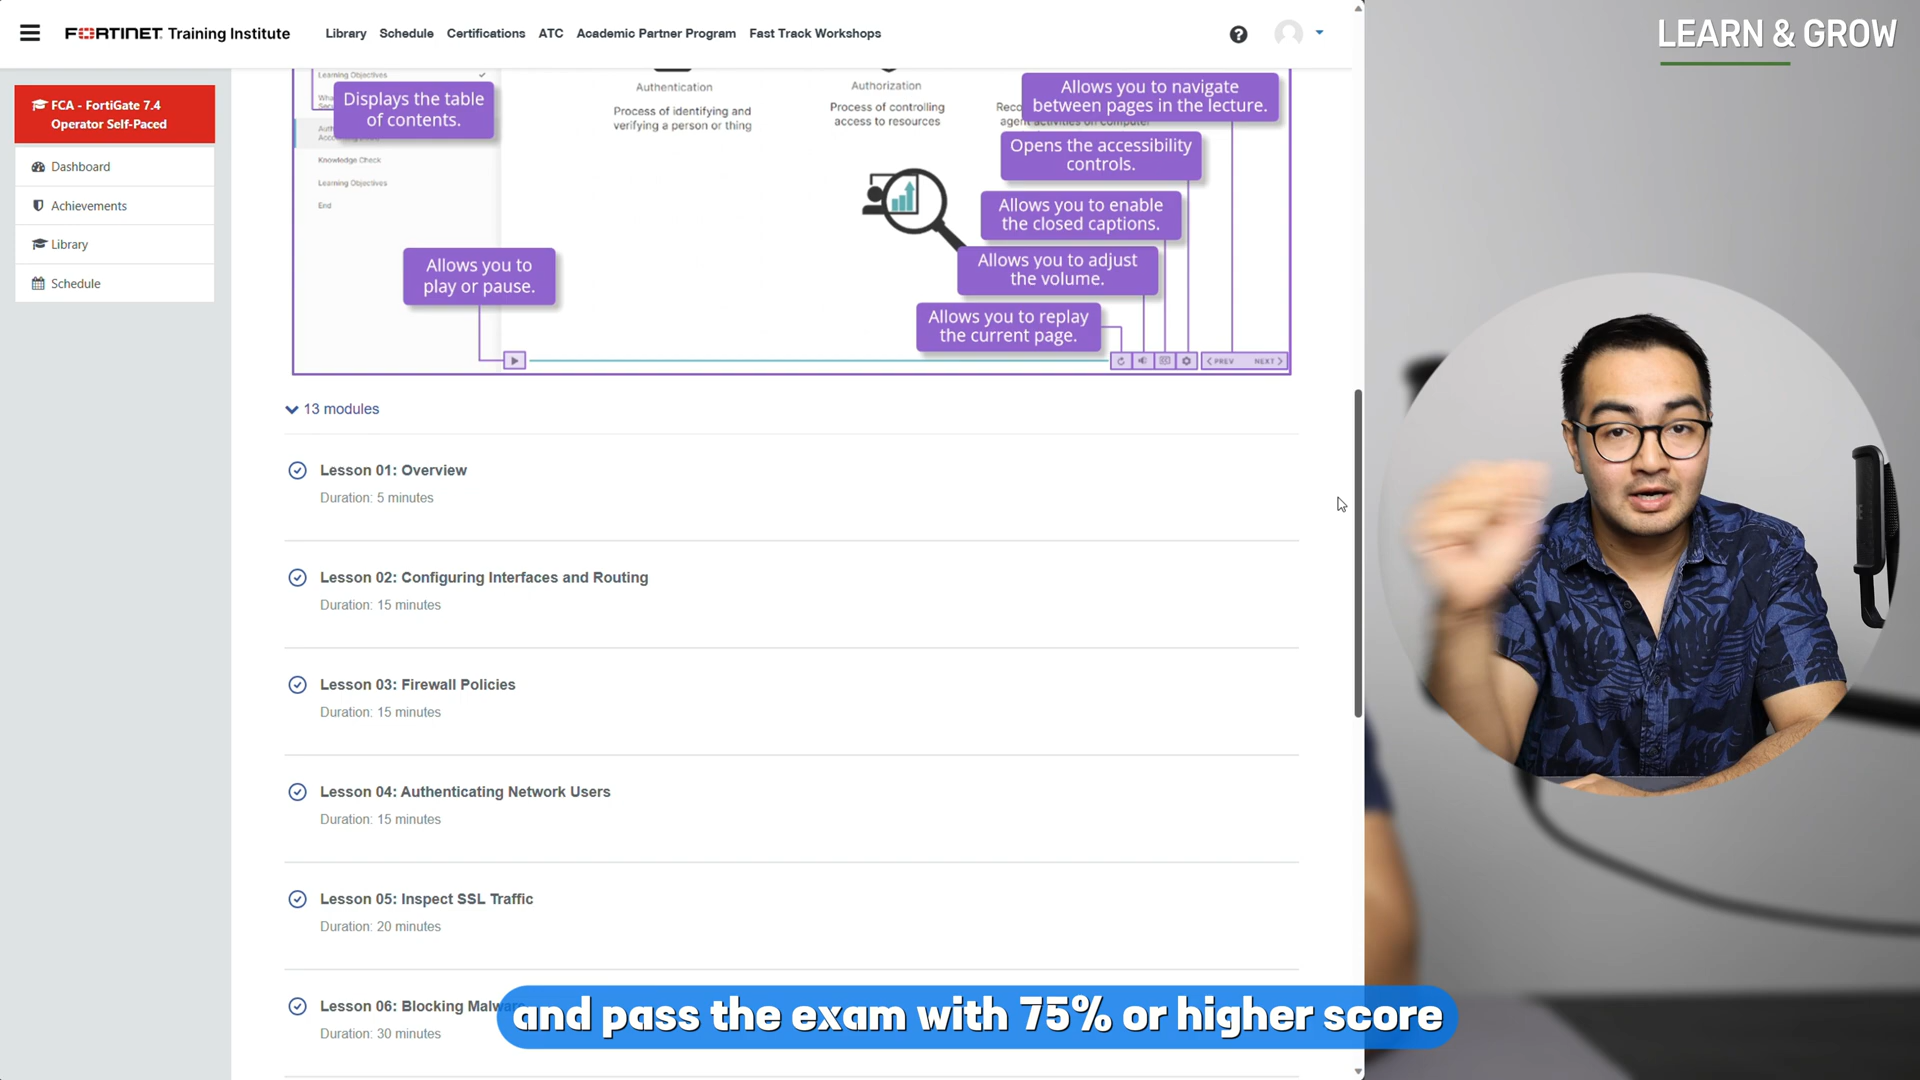 FORTINET Training Institute
Library
Schedule
Certifications
ATC
Academic Partner Program
Fast Track Workshops
?
LEARN & GROW
FCA - FortiGate 7.4
Operator Self-Paced
Dashboard
Achievements
Library
Schedule
Learning Objectives
Displays the table
of contents.
Knowledge Check
Learning Objectives
End
Authentication
Process of identifying and
verifying a person or thing
Authorization
Process of controlling
access to resources
Allows you to navigate
between pages in the lecture.
Opens the accessibility
controls.
Allows you to enable
the closed captions.
Allows you to adjust
the volume.
Allows you to replay
the current page.
Allows you to
play or pause.
PREV
NEXT
13 modules
Lesson 01: Overview
Duration: 5 minutes
Lesson 02: Configuring Interfaces and Routing
Duration: 15 minutes
Lesson 03: Firewall Policies
Duration: 15 minutes
Lesson 04: Authenticating Network Users
Duration: 15 minutes
Lesson 05: Inspect SSL Traffic
Duration: 20 minutes
Lesson 06: Blocking
Duration: 30 minutes
and pass the exam with 75% or higher score